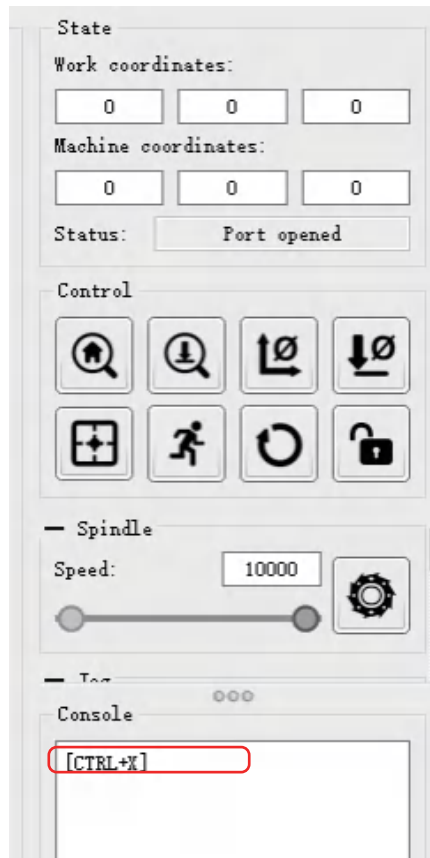 State
Work coordinates:
0 0 0
Machine coordinates:
0 0 0
Status: Port opened
Control
Spindle
Speed: 10000
Console
[CTRL+X]